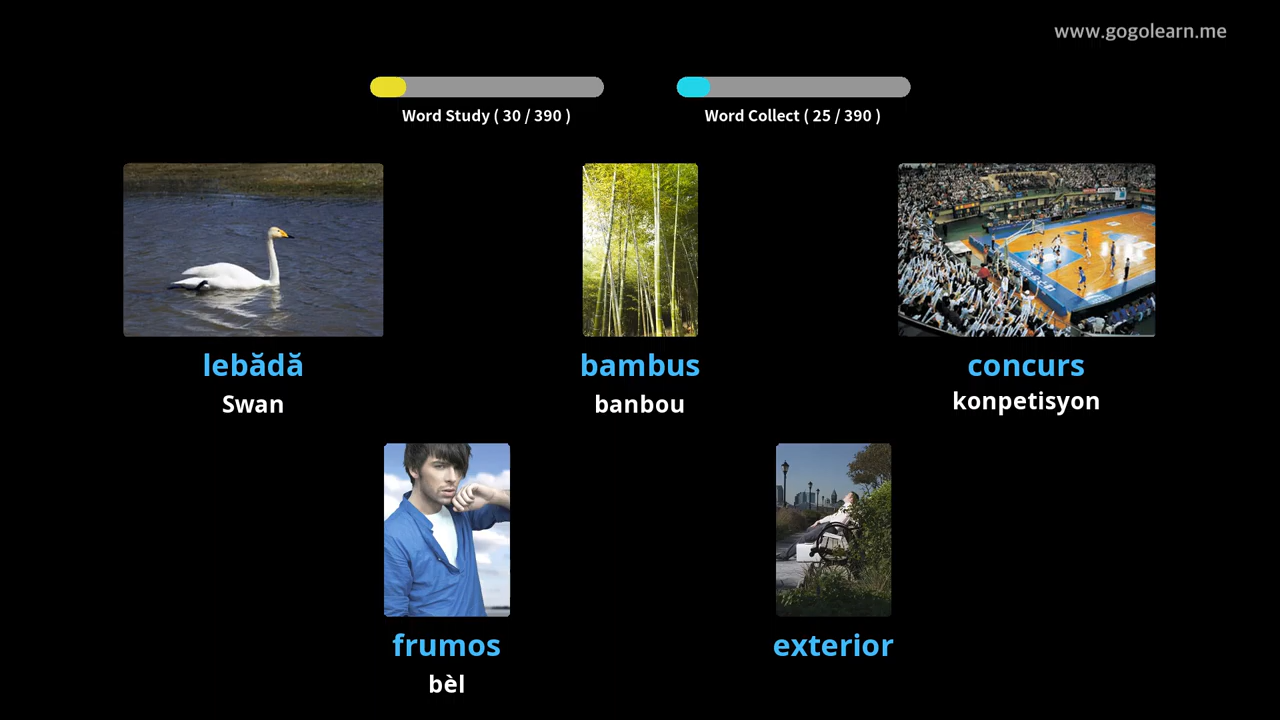 www.gogolearn.me
Word Study ( 30 / 390 )
Word Collect ( 25 / 390 )
lebădă
bambus
concurs
Swan
banbou
konpetisyon
frumos
exterior
bèl